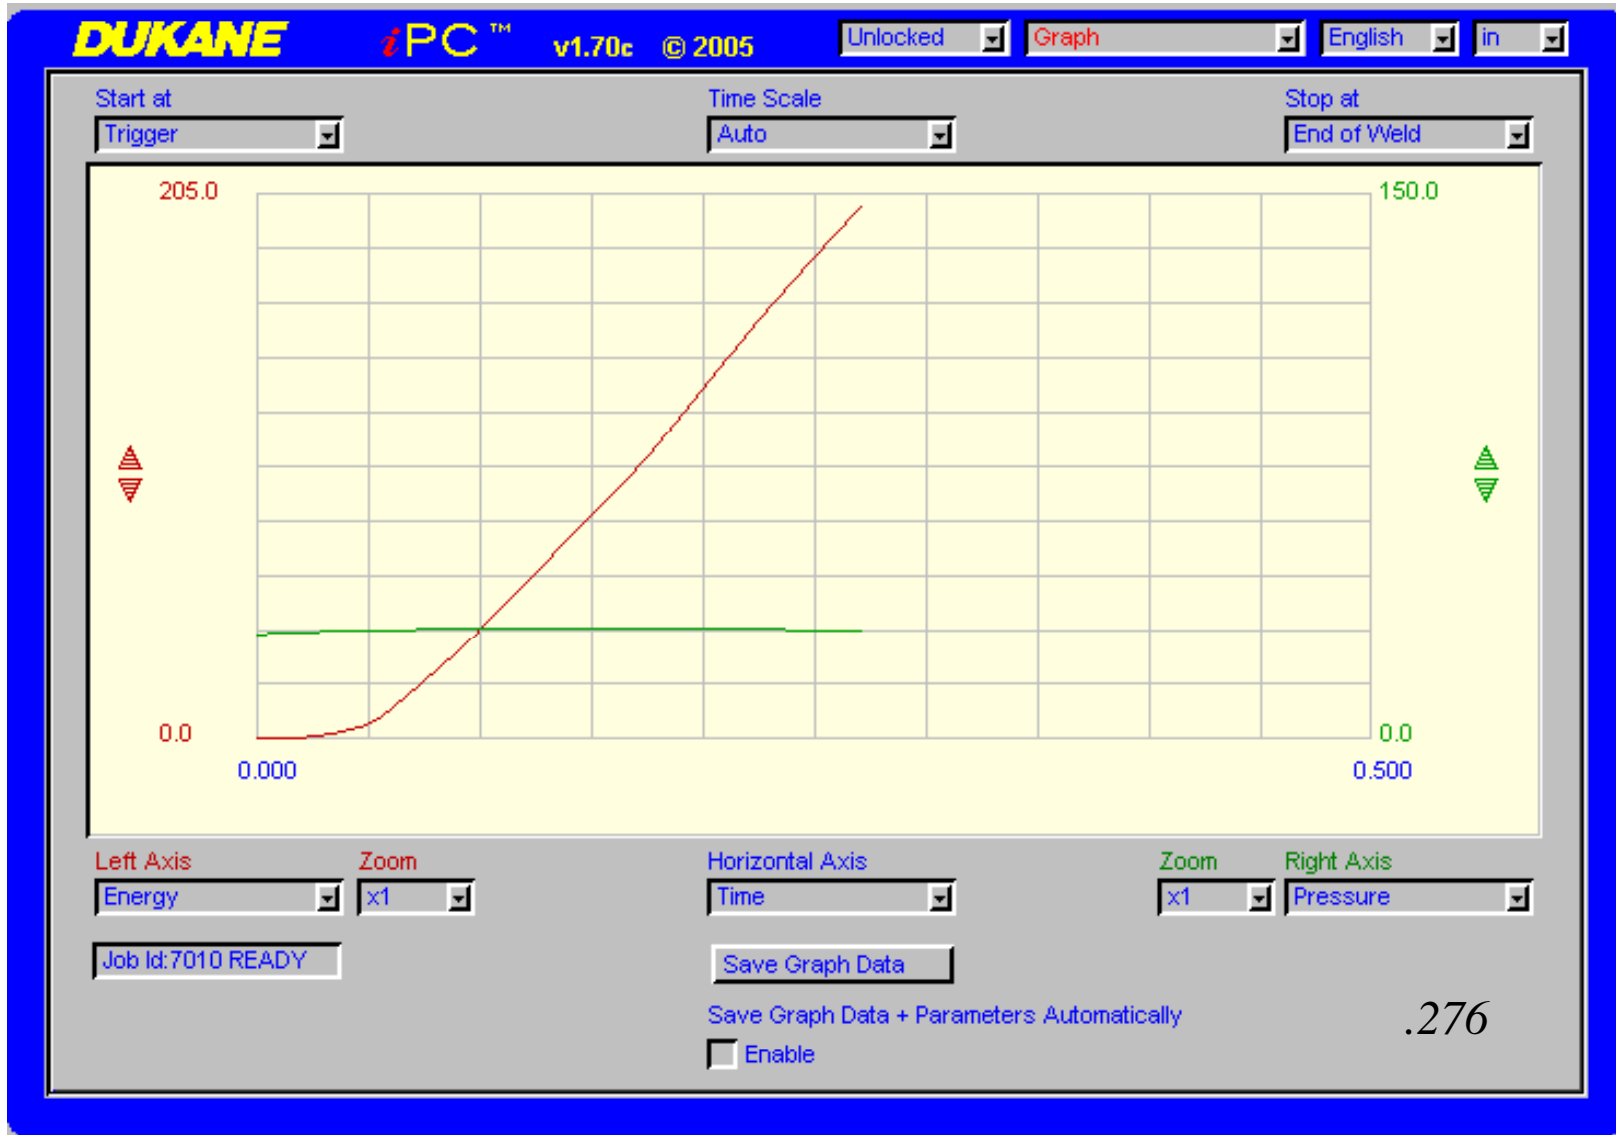 DUKANE iPC™ v1.70c © 2005 Unlocked Graph English in
Start at Time Scale Stop at
Trigger Auto End of Weld
205.0 150.0
0.0 0.0
0.000 0.500
Left Axis Zoom Horizontal Axis Zoom Right Axis
Energy x1 Time x1 Pressure
Job Id:7010 READY Save Graph Data
Save Graph Data + Parameters Automatically .276
Enable